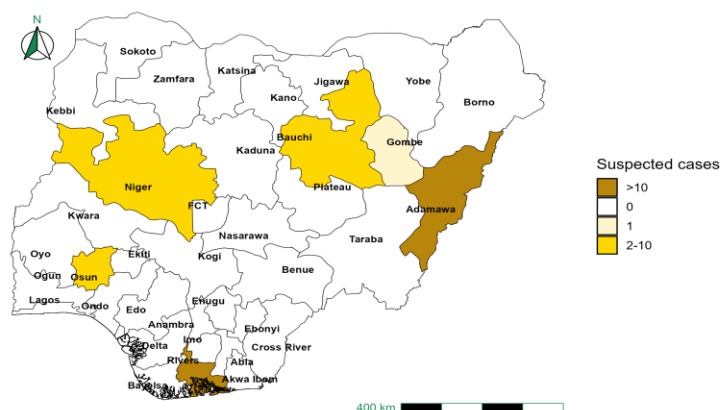 N
Sokoto
Katsina
Zamfara
Jigawa
Yobe
Kano
Borno
Kebbi
Bauchi
Gombe
Kaduna
Niger
Plateau
FCT
Adamawa
Kwara
Nasarawa
Taraba
Oyo
Ekiti
Kogi
Benue
Ogun
Osun
Lagos
Ondo
Edo
Enugu
Anambra
Ebonyi
Delta
Imo
Cross River
Rivers
Abia
Bayelsa
Akwa Ibom
Suspected cases
>10
0
1
2-10
400 km